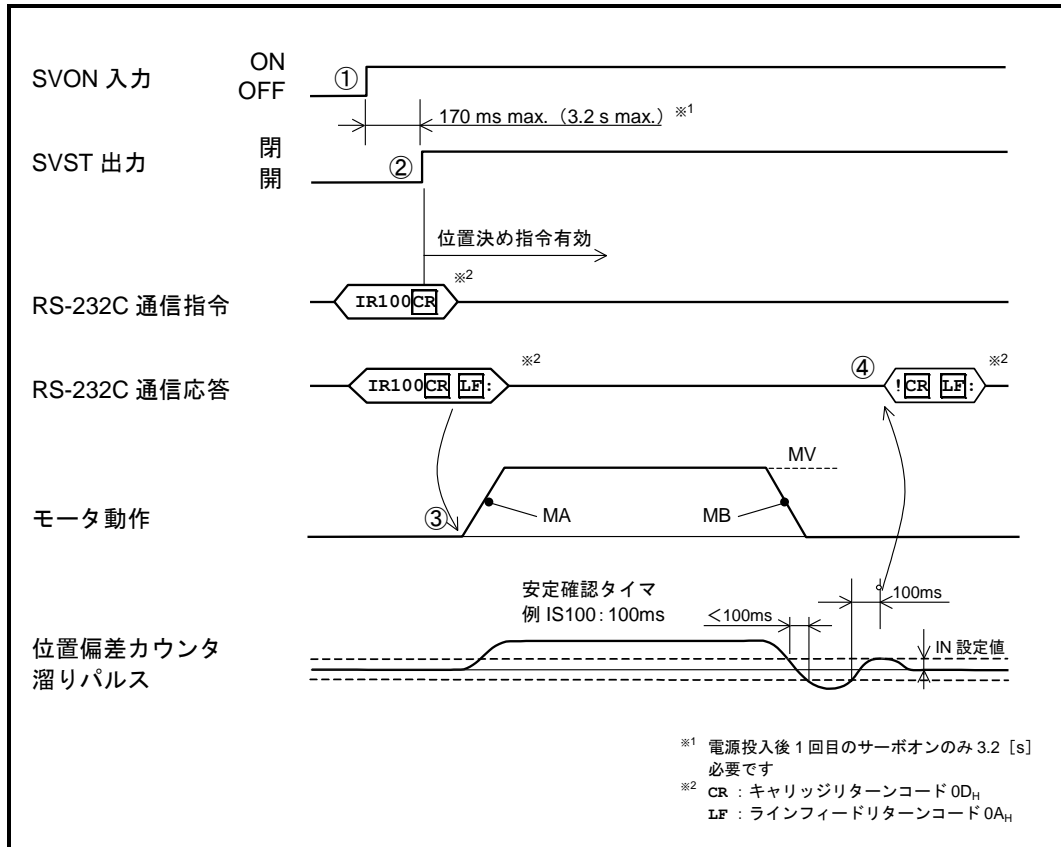 SVON 入力
ON
OFF
①
170 ms max.（3.2 s max.）※1
SVST 出力
閉
開
②
位置決め指令有効
RS-232C 通信指令
IR100CR
※2
RS-232C 通信応答
IR100CR LF:
※2
④
!CR LF:
※2
モータ動作
③
MA
MV
MB
安定確認タイマ
例 IS100：100ms
＜100ms
100ms
位置偏差カウンタ
溜りパルス
IN 設定値
※1 電源投入後 1 回目のサーボオンのみ 3.2［s］
必要です
※2 CR ：キャリッジリターンコード 0DH
LF ：ラインフィードリターンコード 0AH